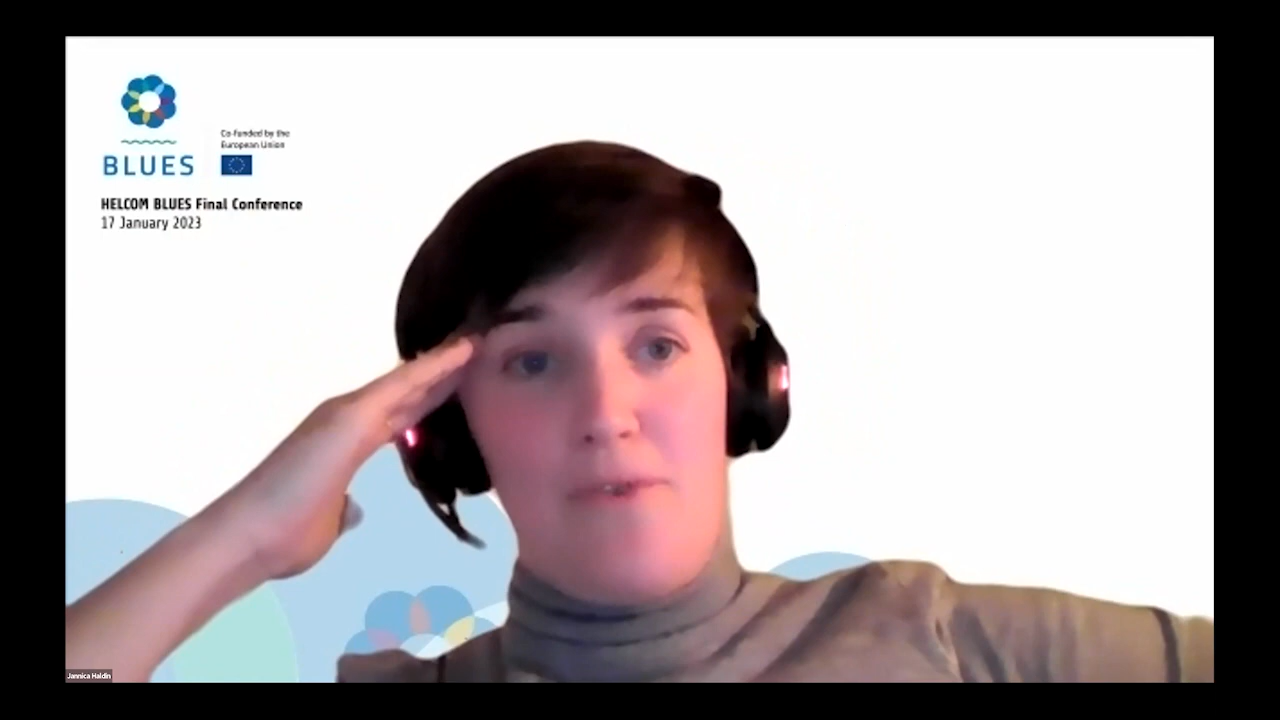 Co-funded by the
European Union
BLUES
HELCOM BLUES Final Conference
17 January 2023
Jannica Haldin